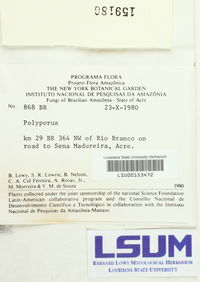 159180
PROGRAMA FLORA
Projeto Flora Amazônica
THE NEW YORK BOTANICAL GARDEN
INSTITUTO NACIONAL DE PESQUISAS DA AMAZÔNIA
Fungi of Brazilian Amazônia - State of Acre
No. 868 BR 23-X-1980
Polyporus
km 29 BR 364 NW of Rio Branco on
road to Sena Madureira, Acre.
Louisiana State University Herbarium
LSU00153472
B. Lowy, S. R. Lowrie, B. Nelson,
C. A. Cid Ferreira, A. Rosas, Jr.,
M. Moreira & V. M. de Souza 1980
Plants collected under the joint sponsorship of the national Science Foundation
Latin-American collaborative program and the Conselho Nacional de
Desenvolvimento Científico e Tecnológico in collaboration with the Instituto
Nacional de Pesquisas da Amazônia-Manaus.
LSUM
BERNARD LOWY MYCOLOGICAL HERBARIUM
LOUISIANA STATE UNIVERSITY